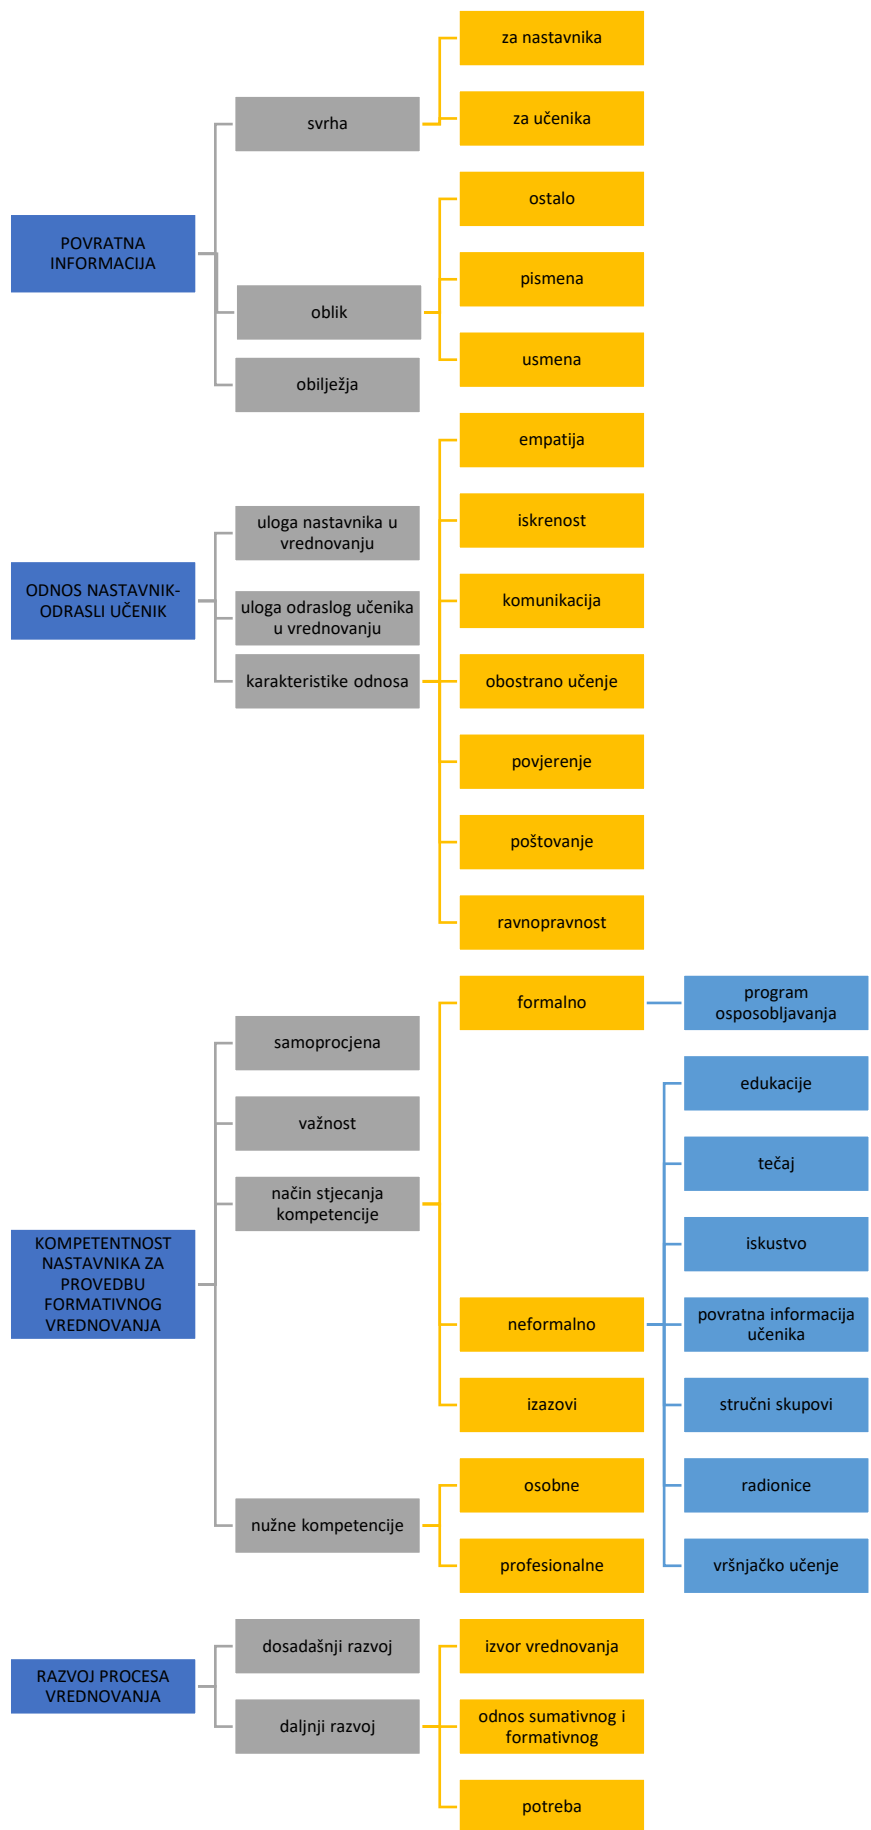 za nastavnika
svrha
za učenika
ostalo
POVRATNA
INFORMACIJA
pismena
oblik
usmena
obilježja
empatija
uloga nastavnika u
vrednovanju
iskrenost
ODNOS NASTAVNIK-
ODRASLI UČENIK
uloga odraslog učenika
u vrednovanju
komunikacija
karakteristike odnosa
obostrano učenje
povjerenje
poštovanje
ravnopravnost
formalno
program
osposobljavanja
samoprocjena
edukacije
važnost
tečaj
način stjecanja
kompetencije
iskustvo
KOMPETENTNOST
NASTAVNIKA ZA
PROVEDBU
FORMATIVNOG
VREDNOVANJA
neformalno
povratna informacija
učenika
izazovi
stručni skupovi
osobne
radionice
nužne kompetencije
profesionalne
vršnjačko učenje
dosadašnji razvoj
izvor vrednovanja
RAZVOJ PROCESA
VREDNOVANJA
daljnji razvoj
odnos sumativnog i
formativnog
potreba